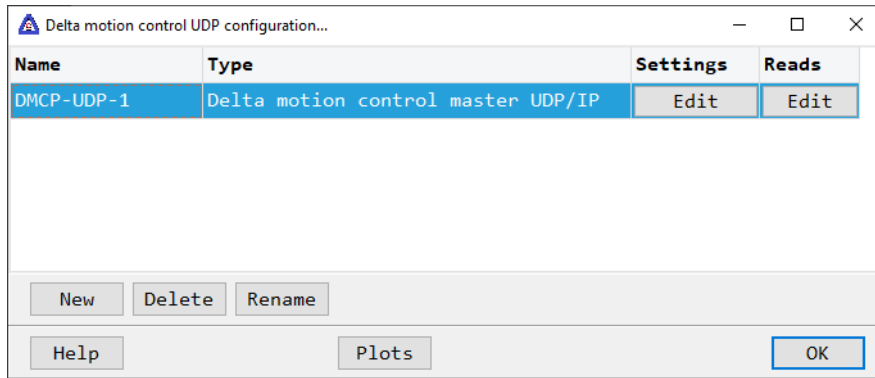 Delta motion control UDP configuration...
Name Type Settings Reads
DMCP-UDP-1 Delta motion control master UDP/IP Edit Edit
New Delete Rename
Help Plots OK